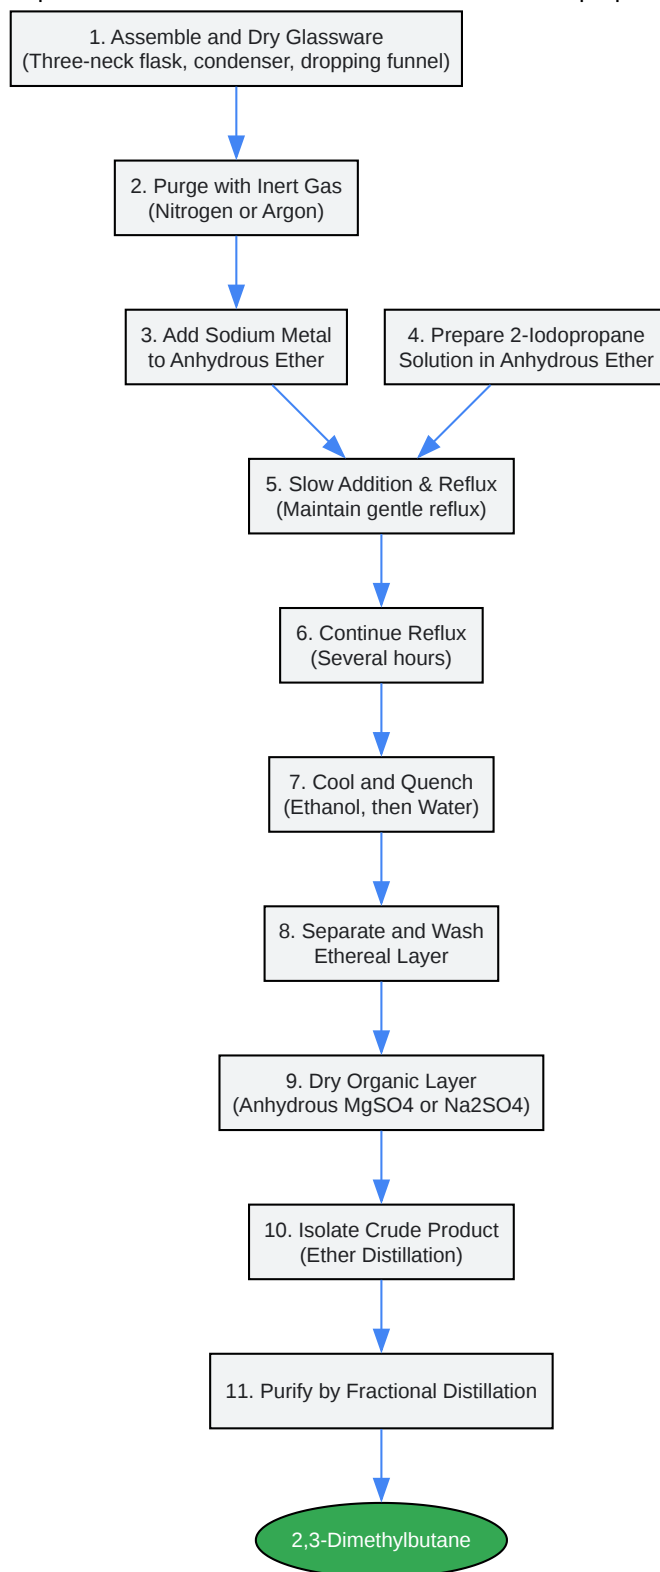 1. Assemble and Dry Glassware
(Three-neck flask, condenser, dropping funnel)
2. Purge with Inert Gas
(Nitrogen or Argon)
3. Add Sodium Metal
to Anhydrous Ether
4. Prepare 2-Iodopropane
Solution in Anhydrous Ether
5. Slow Addition & Reflux
(Maintain gentle reflux)
6. Continue Reflux
(Several hours)
7. Cool and Quench
(Ethanol, then Water)
8. Separate and Wash
Ethereal Layer
9. Dry Organic Layer
(Anhydrous MgSO4 or Na2SO4)
10. Isolate Crude Product
(Ether Distillation)
11. Purify by Fractional Distillation
2,3-Dimethylbutane